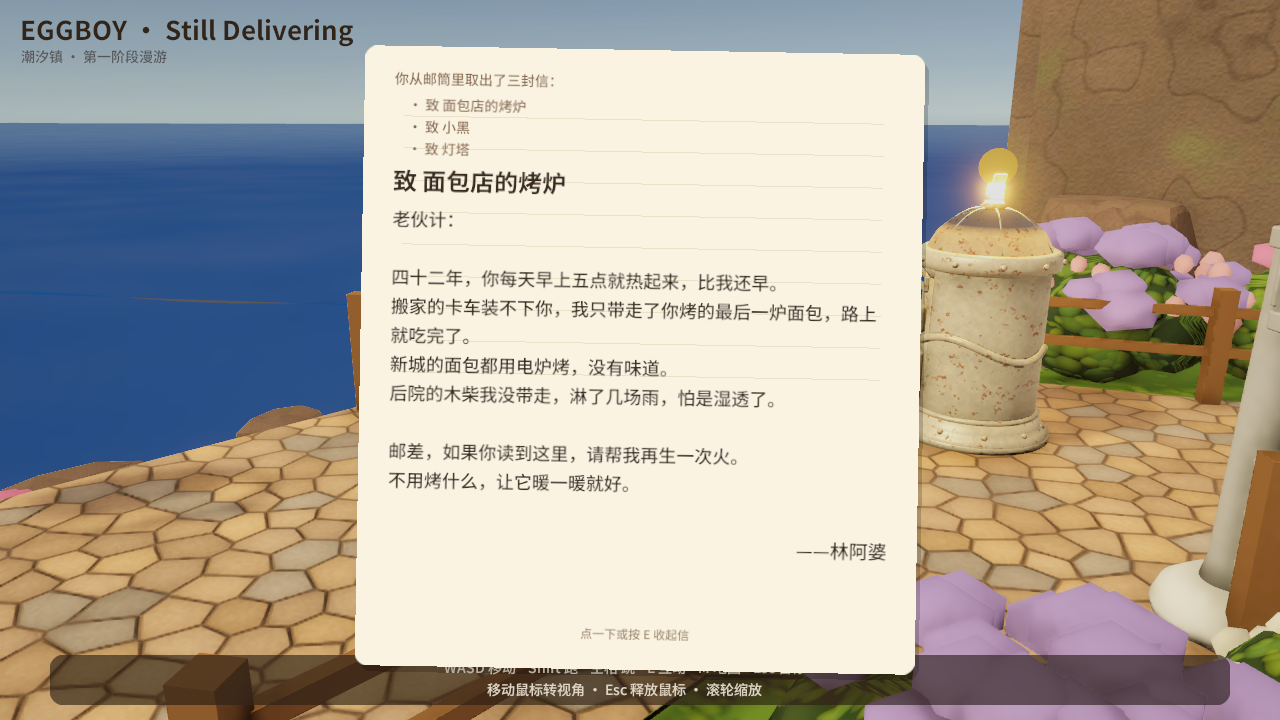 EGGBOY · Still Delivering
潮汐镇 · 第一阶段漫游
你从邮筒里取出了三封信：
· 致 面包店的烤炉
· 致 小黑
· 致 灯塔
致 面包店的烤炉
老伙计：
四十二年，你每天早上五点就热起来，比我还早。
搬家的卡车装不下你，我只带走了你烤的最后一炉面包，路上
就吃完了。
新城的面包都用电炉烤，没有味道。
后院的木柴我没带走，淋了几场雨，怕是湿透了。
邮差，如果你读到这里，请帮我再生一次火。
不用烤什么，让它暖一暖就好。
——林阿婆
点一下或按 E 收起信
WASD 移动 · Shift 跑
移动鼠标转视角 · Esc 释放鼠标 · 滚轮缩放